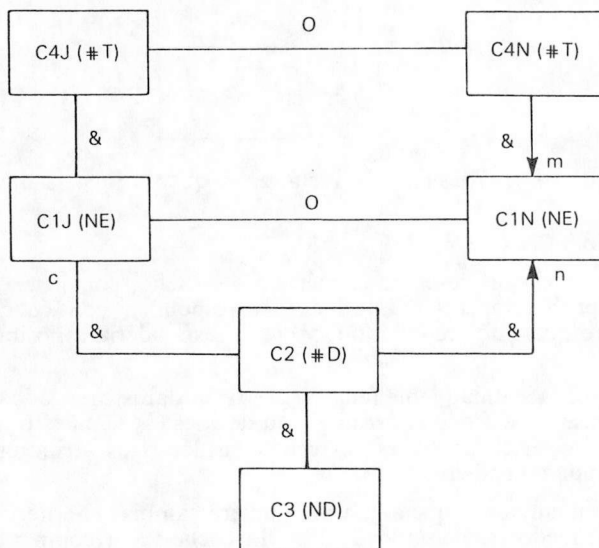 C4J (#T)
O
C4N (#T)
&
&
m
C1J (NE)
O
C1N (NE)
c
n
&
C2 (#D)
&
&
C3 (ND)